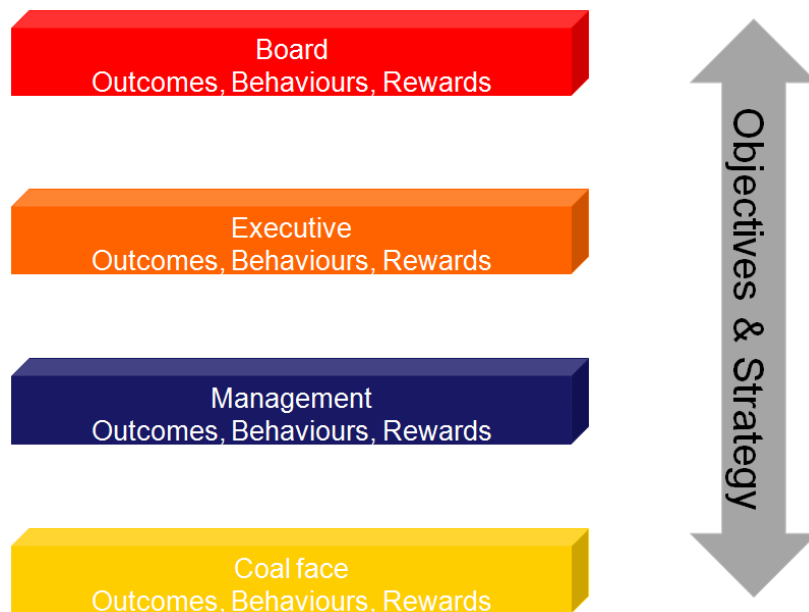 Board
Outcomes, Behaviours, Rewards
Executive
Outcomes, Behaviours, Rewards
Management
Outcomes, Behaviours, Rewards
Coal face
Outcomes, Behaviours, Rewards
Objectives & Strategy